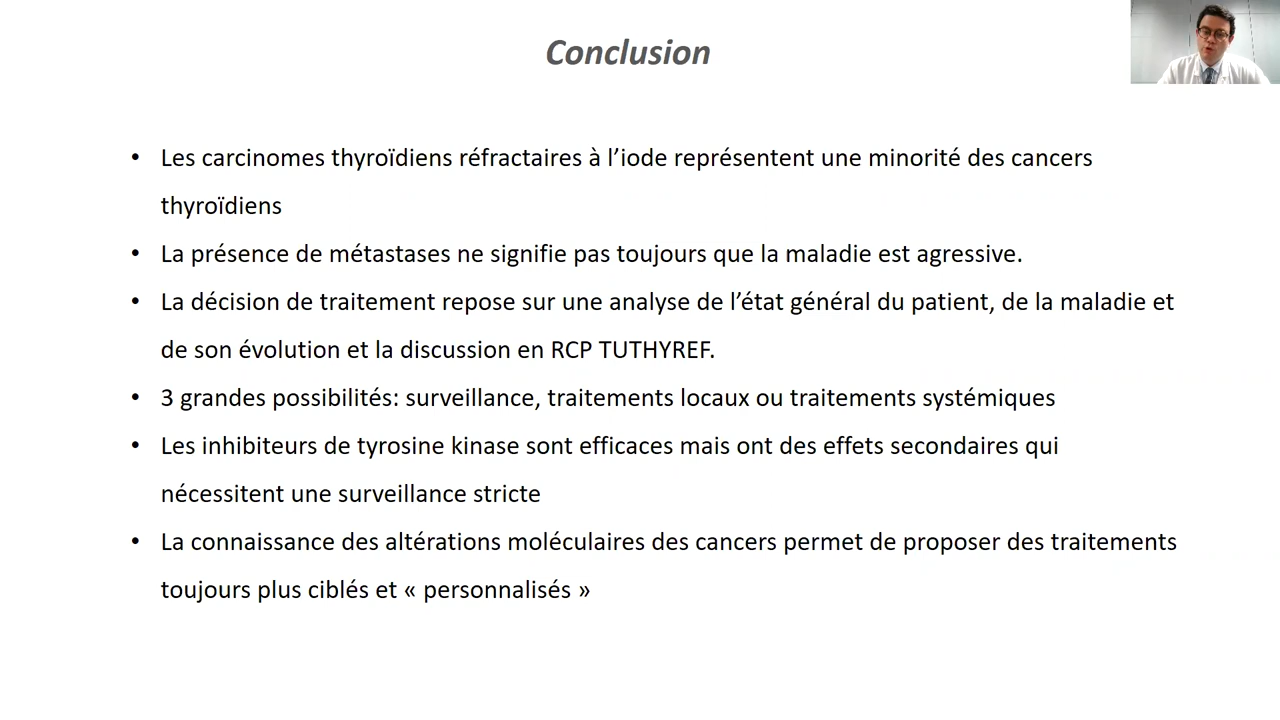 Conclusion
• Les carcinomes thyroïdiens réfractaires à l’iode représentent une minorité des cancers
thyroïdiens
• La présence de métastases ne signifie pas toujours que la maladie est agressive.
• La décision de traitement repose sur une analyse de l’état général du patient, de la maladie et
de son évolution et la discussion en RCP TUTHYREF.
• 3 grandes possibilités: surveillance, traitements locaux ou traitements systémiques
• Les inhibiteurs de tyrosine kinase sont efficaces mais ont des effets secondaires qui
nécessitent une surveillance stricte
• La connaissance des altérations moléculaires des cancers permet de proposer des traitements
toujours plus ciblés et « personnalisés »